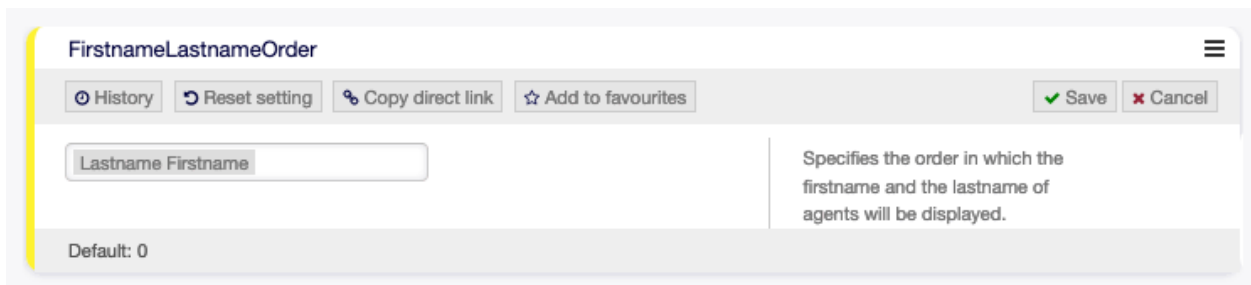 FirstnameLastnameOrder
History Reset setting Copy direct link Add to favourites Save Cancel
Lastname Firstname
Specifies the order in which the
firstname and the lastname of
agents will be displayed.
Default: 0